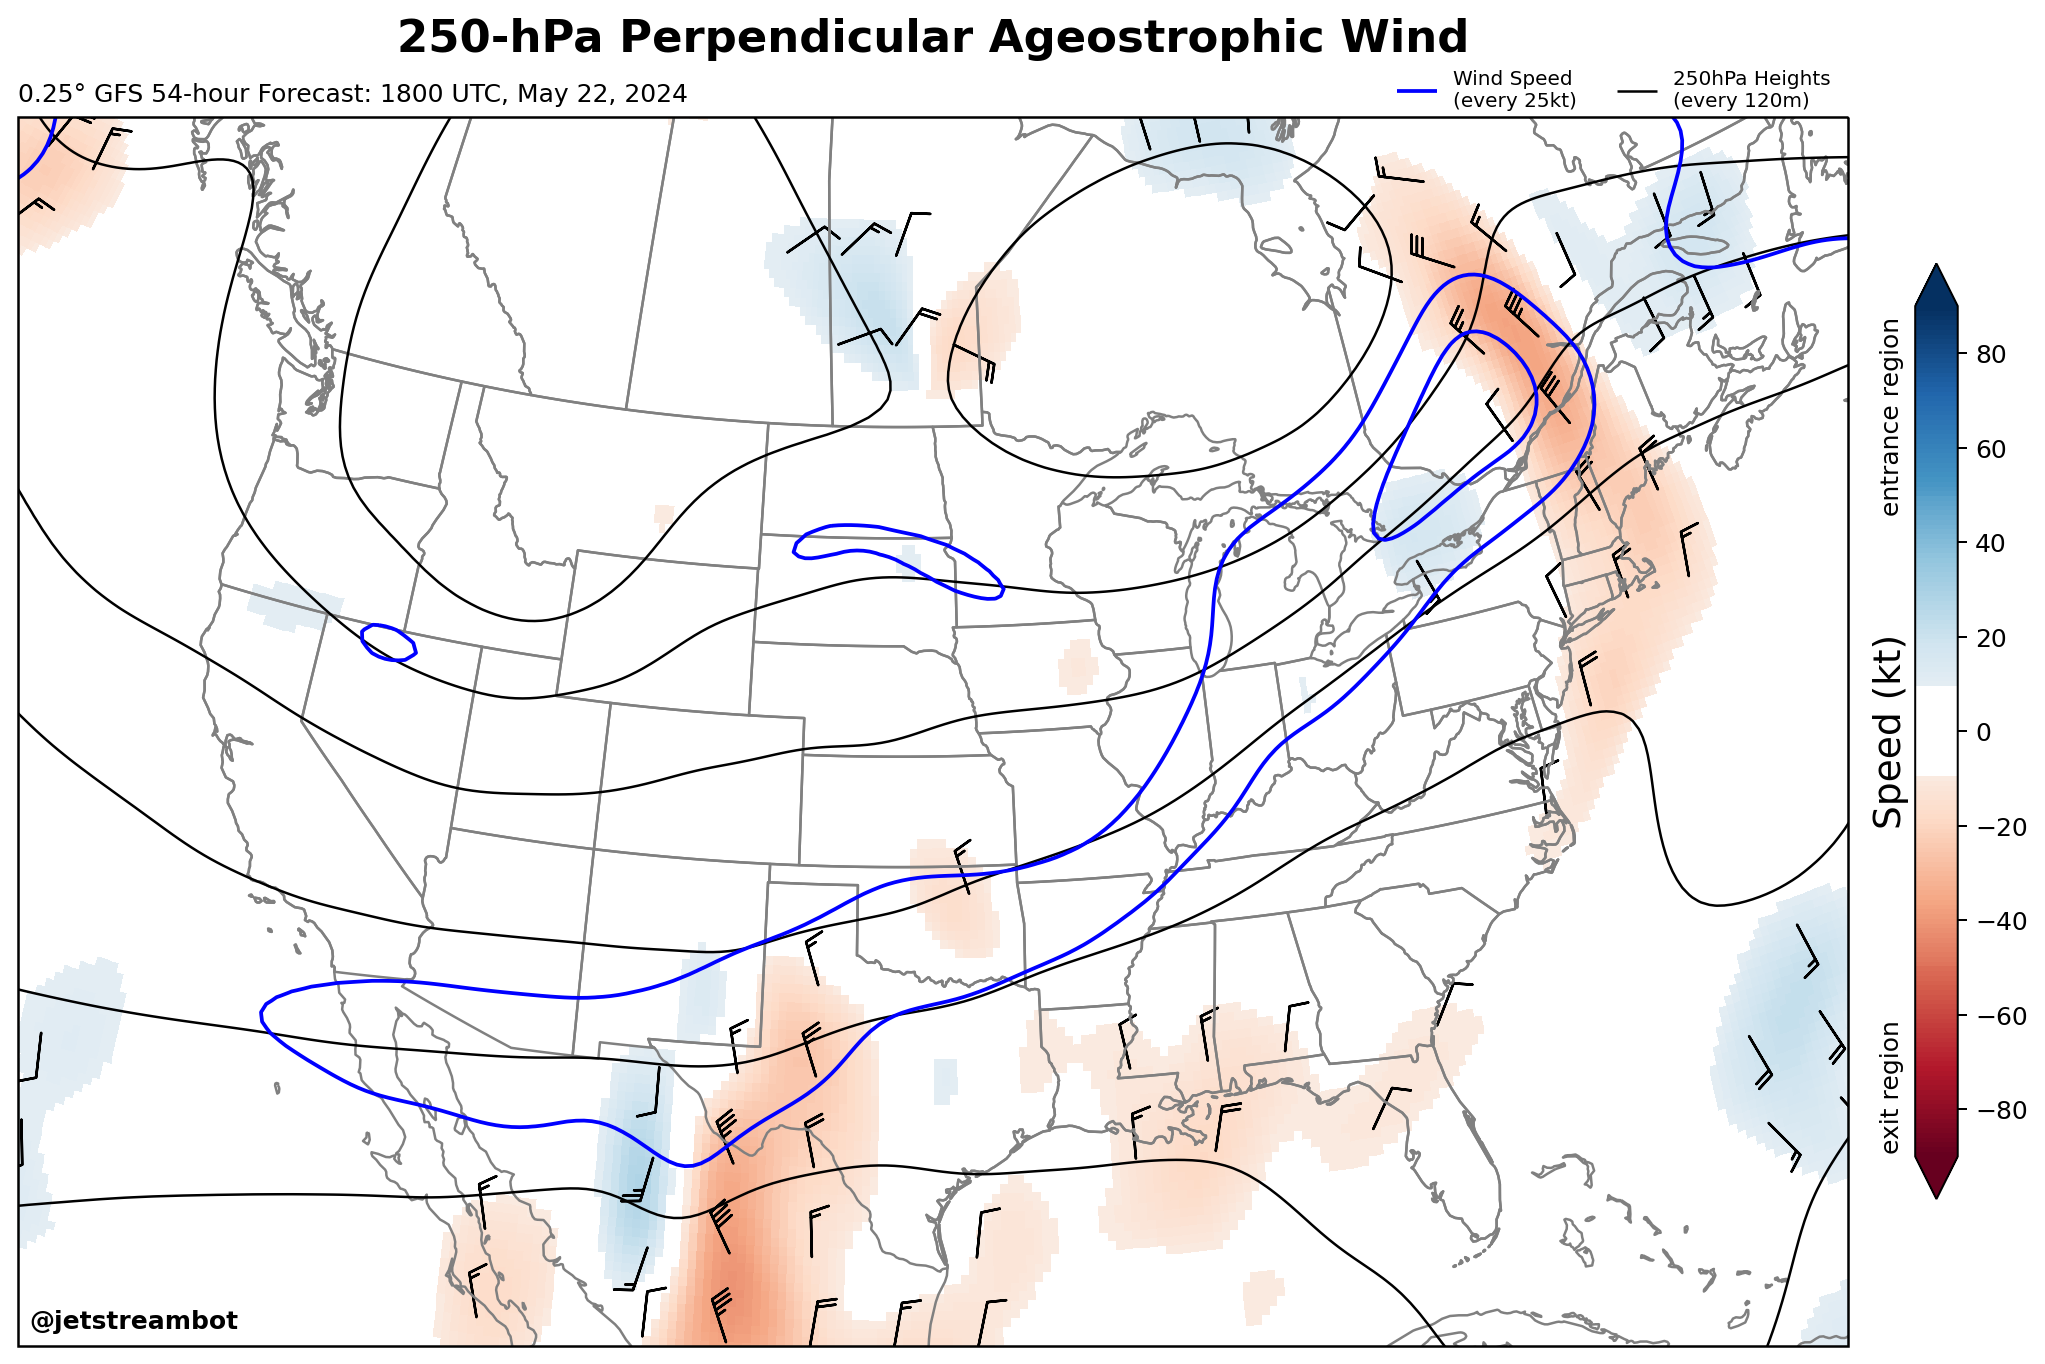 250-hPa Perpendicular Ageostrophic Wind
0.25° GFS 54-hour Forecast: 1800 UTC, May 22, 2024
Wind Speed
(every 25kt)
250hPa Heights
(every 120m)
entrance region
Speed (kt)
exit region
80
60
40
20
0
−20
−40
−60
−80
@jetstreambot